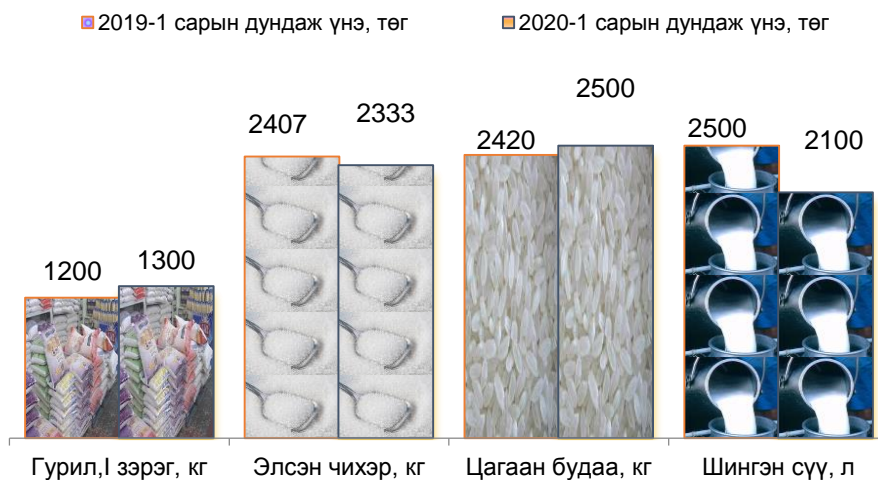 2019-1 сарын дундаж үнэ, төг
2020-1 сарын дундаж үнэ, төг
1200
1300
2407
2333
2420
2500
2500
2100
Гурил,I зэрэг, кг
Элсэн чихэр, кг
Цагаан будаа, кг
Шингэн сүү, л